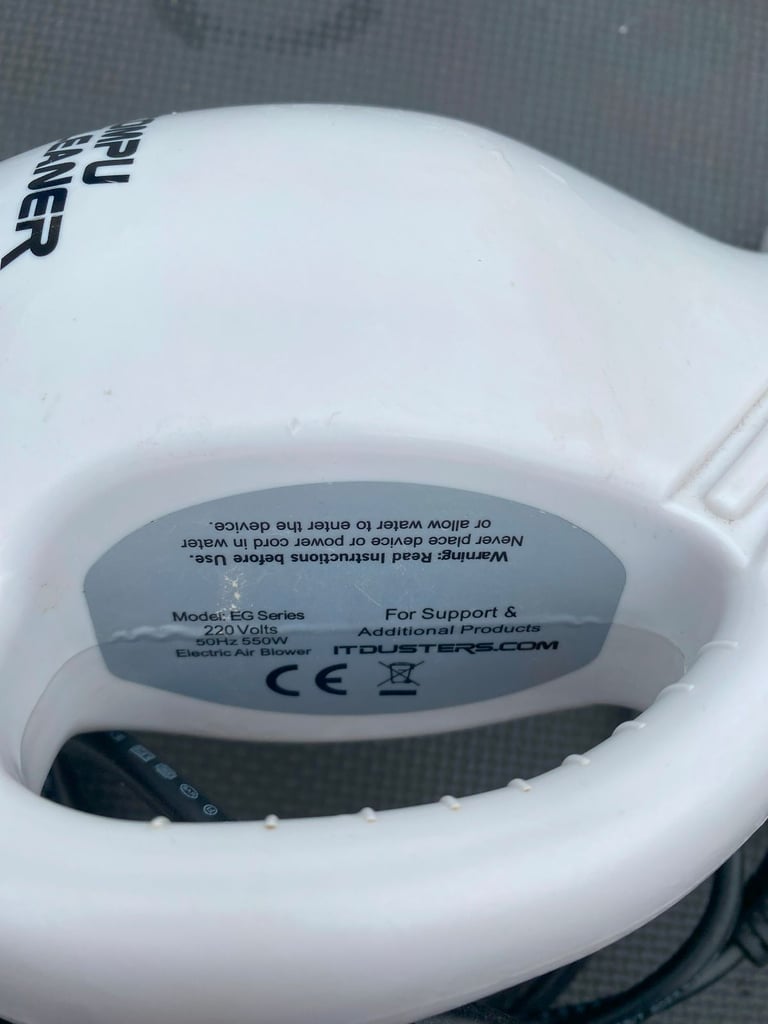 OMPU
EANER
Warning: Read Instructions before Use.
Never place device or power cord in water
or allow water to enter the device.
Model: EG Series
220 Volts
50Hz 550W
Electric Air Blower
For Support &
Additional Products
ITDUSTERS.COM
CE